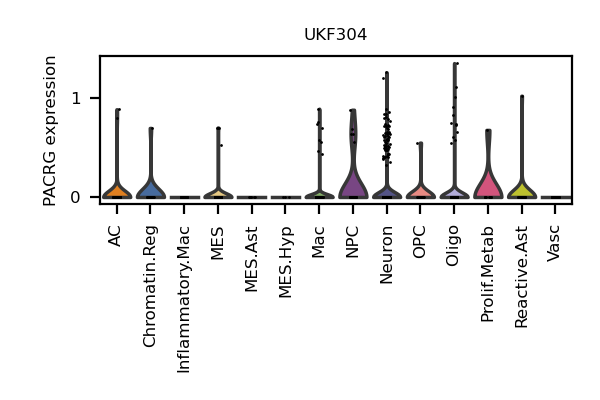 UKF304
PACRG expression
1
0
AC
Chromatin.Reg
Inflammatory.Mac
MES
MES.Ast
MES.Hyp
Mac
NPC
Neuron
OPC
Oligo
Prolif.Metab
Reactive.Ast
Vasc